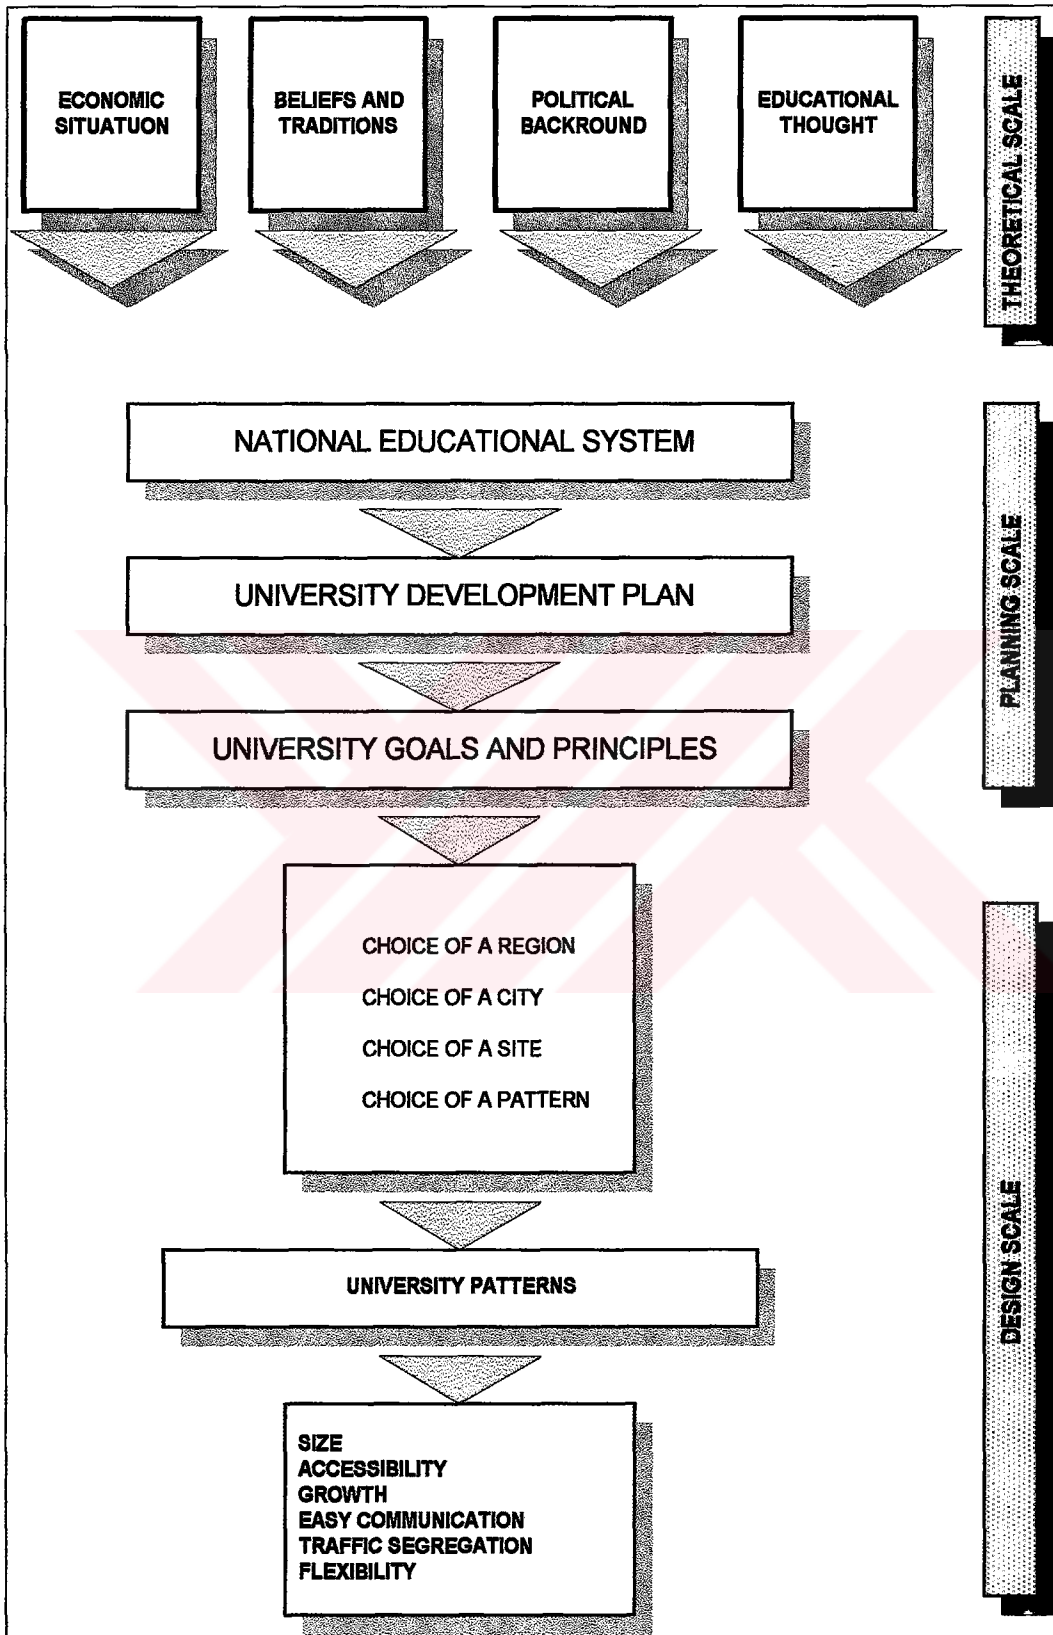 ECONOMIC
SITUATUON
BELIEFS AND
TRADITIONS
POLITICAL
BACKROUND
EDUCATIONAL
THOUGHT
THEORETICAL SCALE
NATIONAL EDUCATIONAL SYSTEM
UNIVERSITY DEVELOPMENT PLAN
UNIVERSITY GOALS AND PRINCIPLES
PLANNING SCALE
CHOICE OF A REGION
CHOICE OF A CITY
CHOICE OF A SITE
CHOICE OF A PATTERN
UNIVERSITY PATTERNS
SIZE
ACCESSIBILITY
GROWTH
EASY COMMUNICATION
TRAFFIC SEGREGATION
FLEXIBILITY
DESIGN SCALE